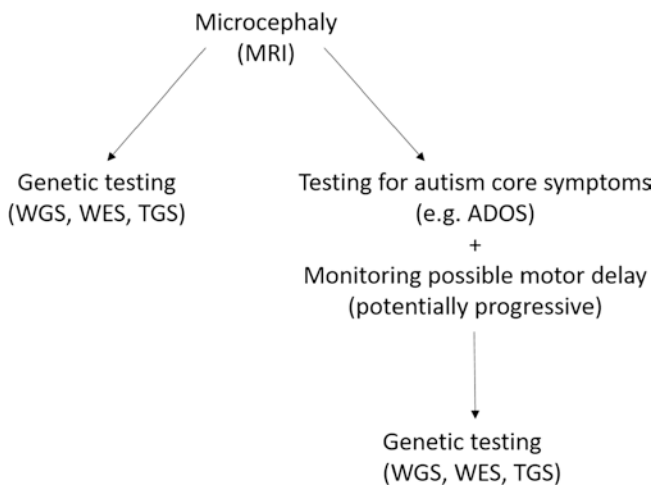 Microcephaly
(MRI)
Genetic testing
(WGS, WES, TGS)
Testing for autism core symptoms
(e.g. ADOS)
+
Monitoring possible motor delay
(potentially progressive)
Genetic testing
(WGS, WES, TGS)